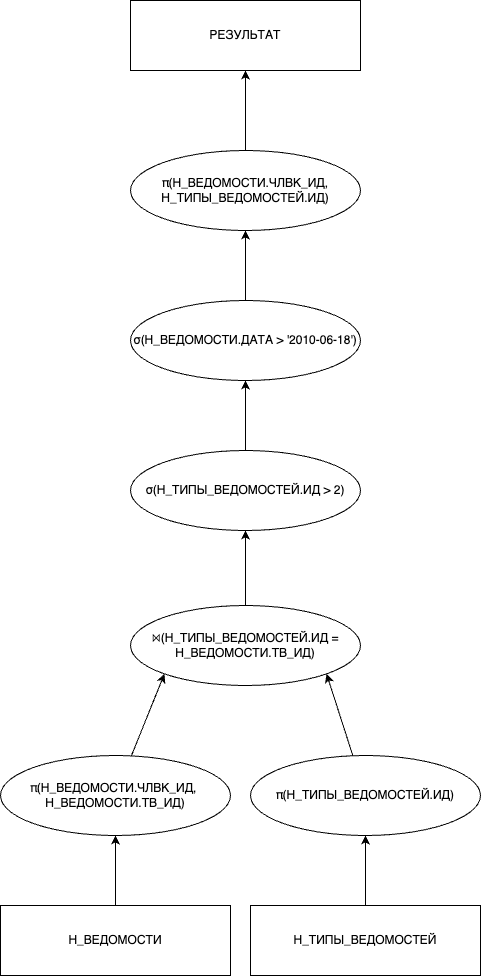 РЕЗУЛЬТАТ
π(Н_ВЕДОМОСТИ.ЧЛВК_ИД,
Н_ТИПЫ_ВЕДОМОСТЕЙ.ИД)
σ(Н_ВЕДОМОСТИ.ДАТА > '2010-06-18')
σ(Н_ТИПЫ_ВЕДОМОСТЕЙ.ИД > 2)
⋈(Н_ТИПЫ_ВЕДОМОСТЕЙ.ИД =
Н_ВЕДОМОСТИ.ТВ_ИД)
π(Н_ВЕДОМОСТИ.ЧЛВК_ИД,
Н_ВЕДОМОСТИ.ТВ_ИД)
π(Н_ТИПЫ_ВЕДОМОСТЕЙ.ИД)
Н_ВЕДОМОСТИ
Н_ТИПЫ_ВЕДОМОСТЕЙ